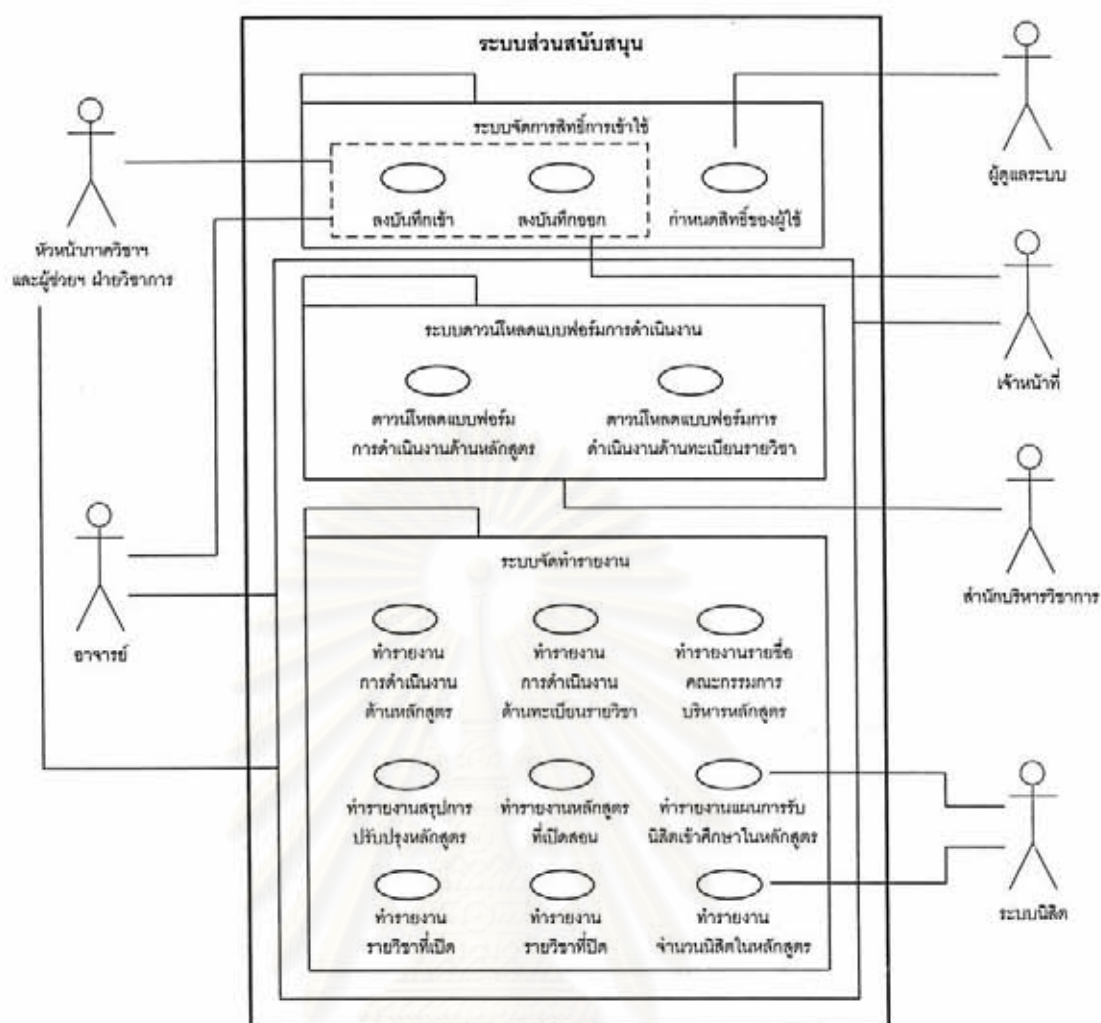 ระบบส่วนสนับสนุน
ระบบจัดการสิทธิ์การเข้าใช้
ลงบันทึกเข้า
ลงบันทึกออก
กำหนดสิทธิ์ของผู้ใช้
ผู้ดูแลระบบ
หัวหน้าภาควิชาฯ
และผู้ช่วยฯ ฝ่ายวิชาการ
ระบบดาวน์โหลดแบบฟอร์มการดำเนินงาน
เจ้าหน้าที่
ดาวน์โหลดแบบฟอร์ม
การดำเนินงานด้านหลักสูตร
ดาวน์โหลดแบบฟอร์มการ
ดำเนินงานด้านทะเบียนรายวิชา
ระบบจัดทำรายงาน
สำนักบริหารวิชาการ
อาจารย์
ทำรายงาน
การดำเนินงาน
ด้านหลักสูตร
ทำรายงาน
การดำเนินงาน
ด้านทะเบียนรายวิชา
ทำรายงานรายชื่อ
คณะกรรมการ
บริหารหลักสูตร
ทำรายงานสรุปการ
ปรับปรุงหลักสูตร
ทำรายงานหลักสูตร
ที่เปิดสอน
ทำรายงานแผนการรับ
นิสิตเข้าศึกษาในหลักสูตร
ทำรายงาน
รายวิชาที่เปิด
ทำรายงาน
รายวิชาที่ปิด
ทำรายงาน
จำนวนนิสิตในหลักสูตร
ระบบนิสิต